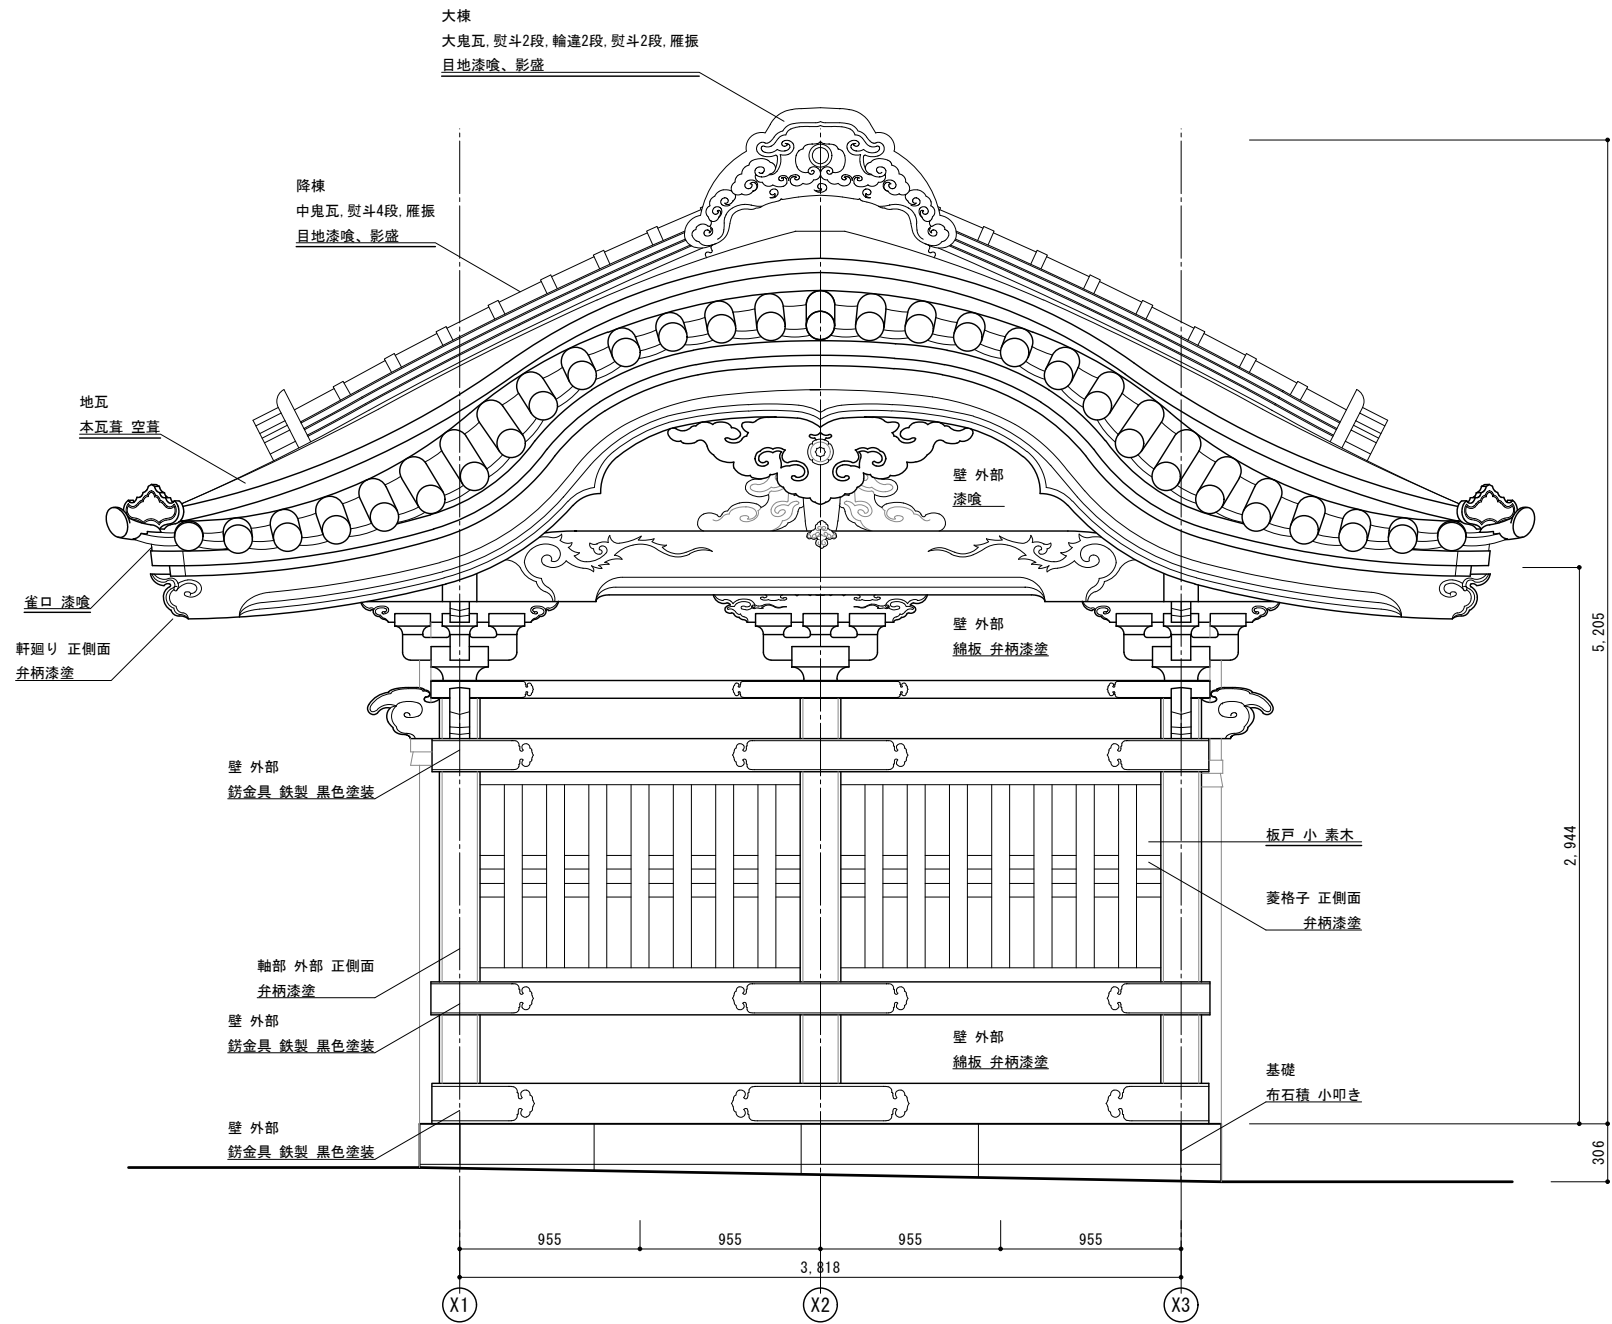 大棟
大鬼瓦,熨斗2段,輪違2段,熨斗2段,雁振
目地漆喰、影盛
降棟
中鬼瓦,熨斗4段,雁振
目地漆喰、影盛
地瓦
本瓦葺 空葺
雀口 漆喰
軒廻り 正側面
弁柄漆塗
壁 外部
漆喰
壁 外部
綿板 弁柄漆塗
壁 外部
錺金具 鉄製 黒色塗装
板戸 小 素木
菱格子 正側面
弁柄漆塗
軸部 外部 正側面
弁柄漆塗
壁 外部
錺金具 鉄製 黒色塗装
壁 外部
綿板 弁柄漆塗
基礎
布石積 小叩き
壁 外部
錺金具 鉄製 黒色塗装
5,205
2,944
306
955
955
955
955
3,818
X1
X2
X3